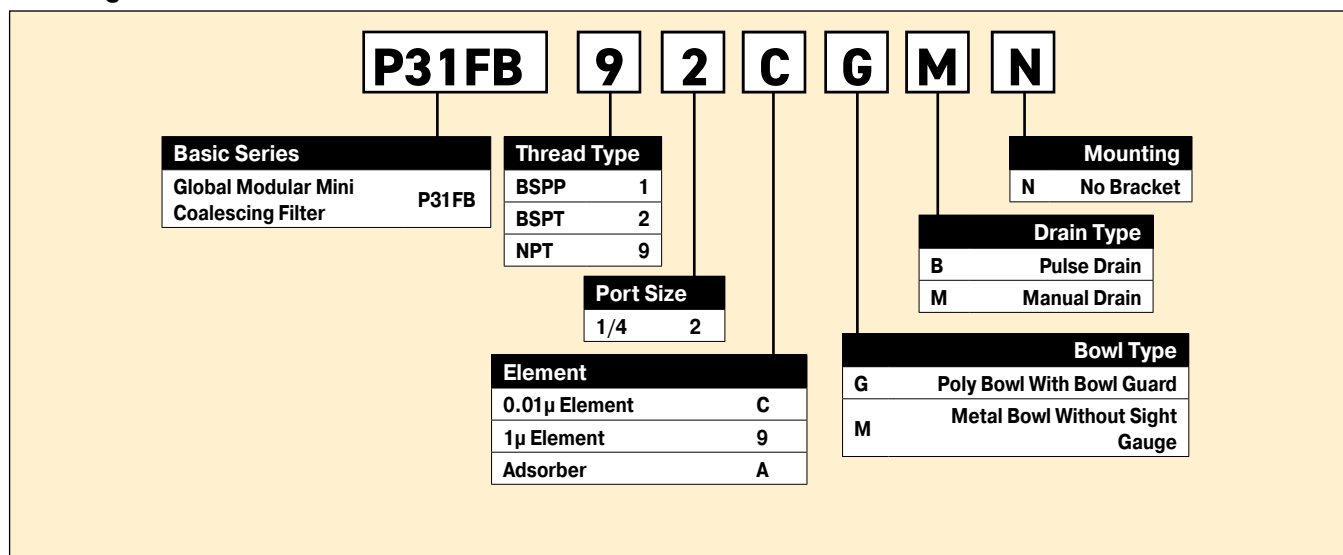 P31FB 9 2 C G M N
Basic Series
Global Modular Mini
Coalescing Filter P31FB
Thread Type
BSPP 1
BSPT 2
NPT 9
Port Size
1/4 2
Element
0.01µ Element C
1µ Element 9
Adsorber A
Mounting
N No Bracket
Drain Type
B Pulse Drain
M Manual Drain
Bowl Type
G Poly Bowl With Bowl Guard
M Metal Bowl Without Sight
Gauge